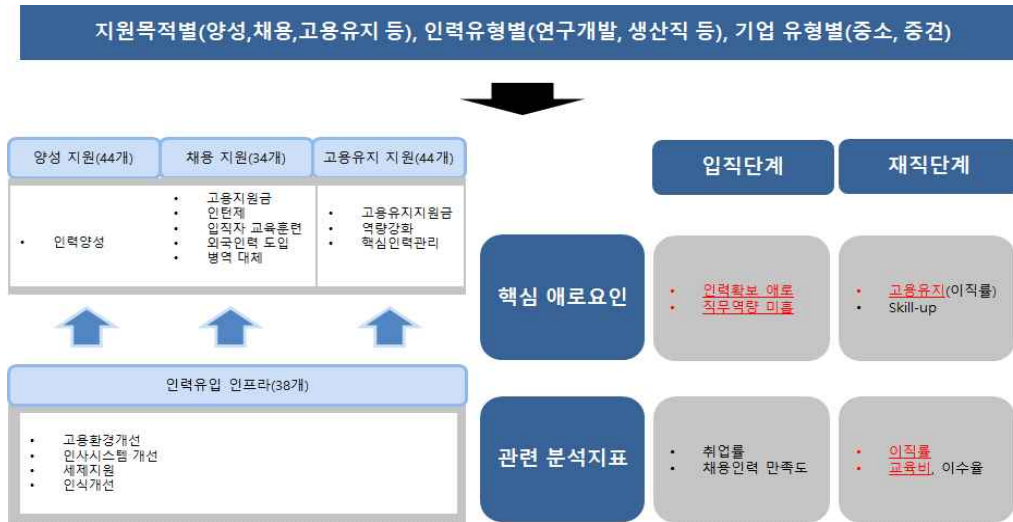 지원목적별(양성,채용,고용유지 등), 인력유형별(연구개발, 생산직 등), 기업 유형별(중소, 중견)
양성 지원(44개)
• 인력양성
채용 지원(34개)
• 고용지원금
• 인턴제
• 입직자 교육훈련
• 외국인력 도입
• 병역 대체
고용유지 지원(44개)
• 고용유지지원금
• 역량강화
• 핵심인력관리
인력유입 인프라(38개)
• 고용환경개선
• 인사시스템 개선
• 세제지원
• 인식개선
입직단계
재직단계
핵심 애로요인
• 인력확보 애로
• 직무역량 미흡
• 고용유지(이직률)
• Skill-up
관련 분석지표
• 취업률
• 채용인력 만족도
• 이직률
• 교육비, 이수율